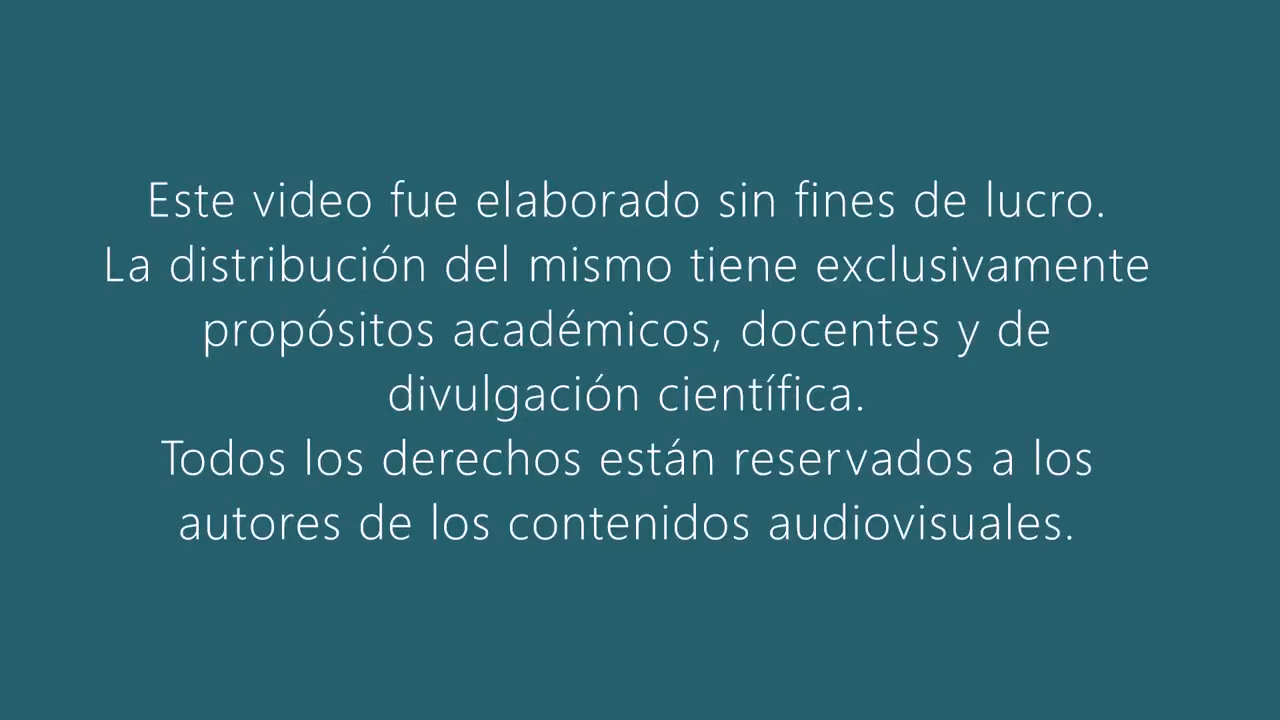 Este video fue elaborado sin fines de lucro.
La distribución del mismo tiene exclusivamente
propósitos académicos, docentes y de
divulgación científica.
Todos los derechos están reservados a los
autores de los contenidos audiovisuales.